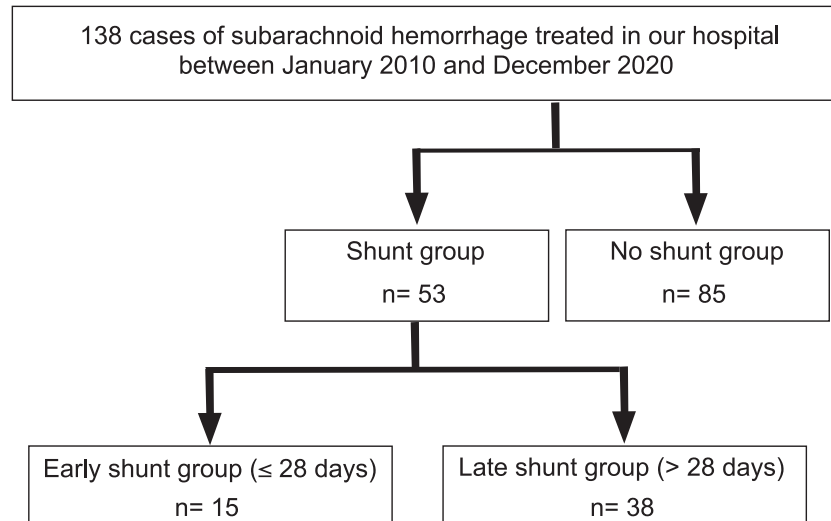 138 cases of subarachnoid hemorrhage treated in our hospital
between January 2010 and December 2020
Shunt group
n= 53
No shunt group
n= 85
Early shunt group (≤ 28 days)
n= 15
Late shunt group (> 28 days)
n= 38